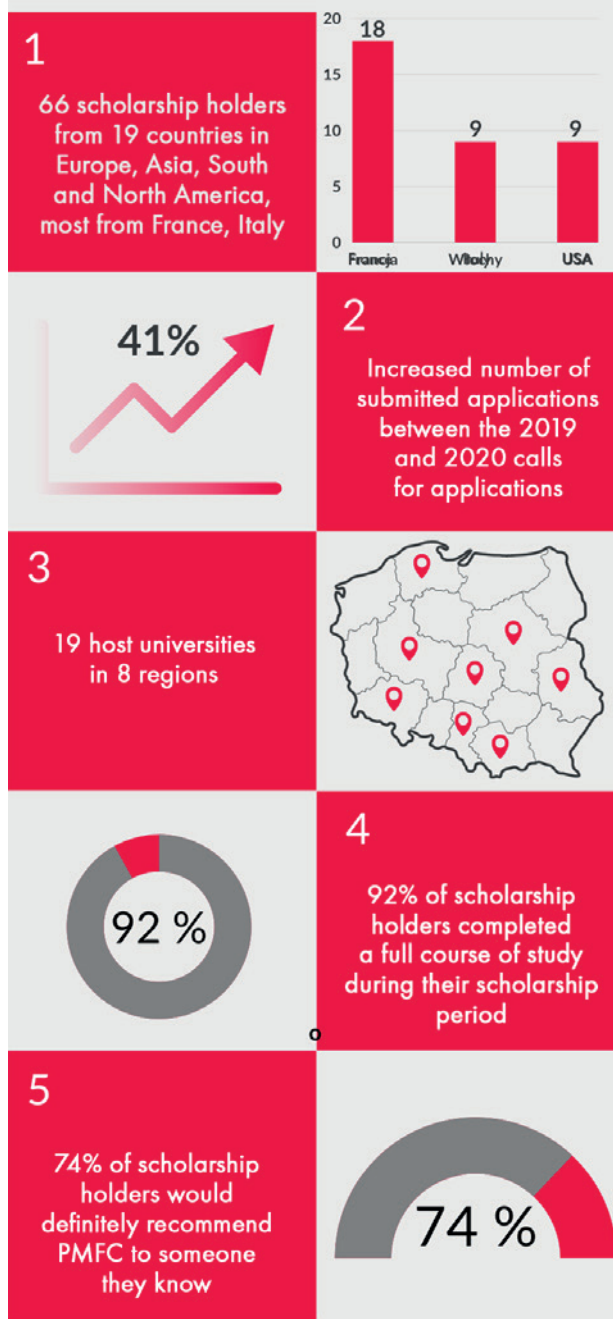 1
66 scholarship holders
from 19 countries in
Europe, Asia, South
and North America,
most from France, Italy
20
15
10
5
0
18
9
9
USA
41%
2
Increased number of
submitted applications
between the 2019
and 2020 calls
for applications
3
19 host universities
in 8 regions
92 %
4
92% of scholarship
holders completed
a full course of study
during their scholarship
period
o
5
74% of scholarship
holders would
definitely recommend
PMFC to someone
they know
74 %